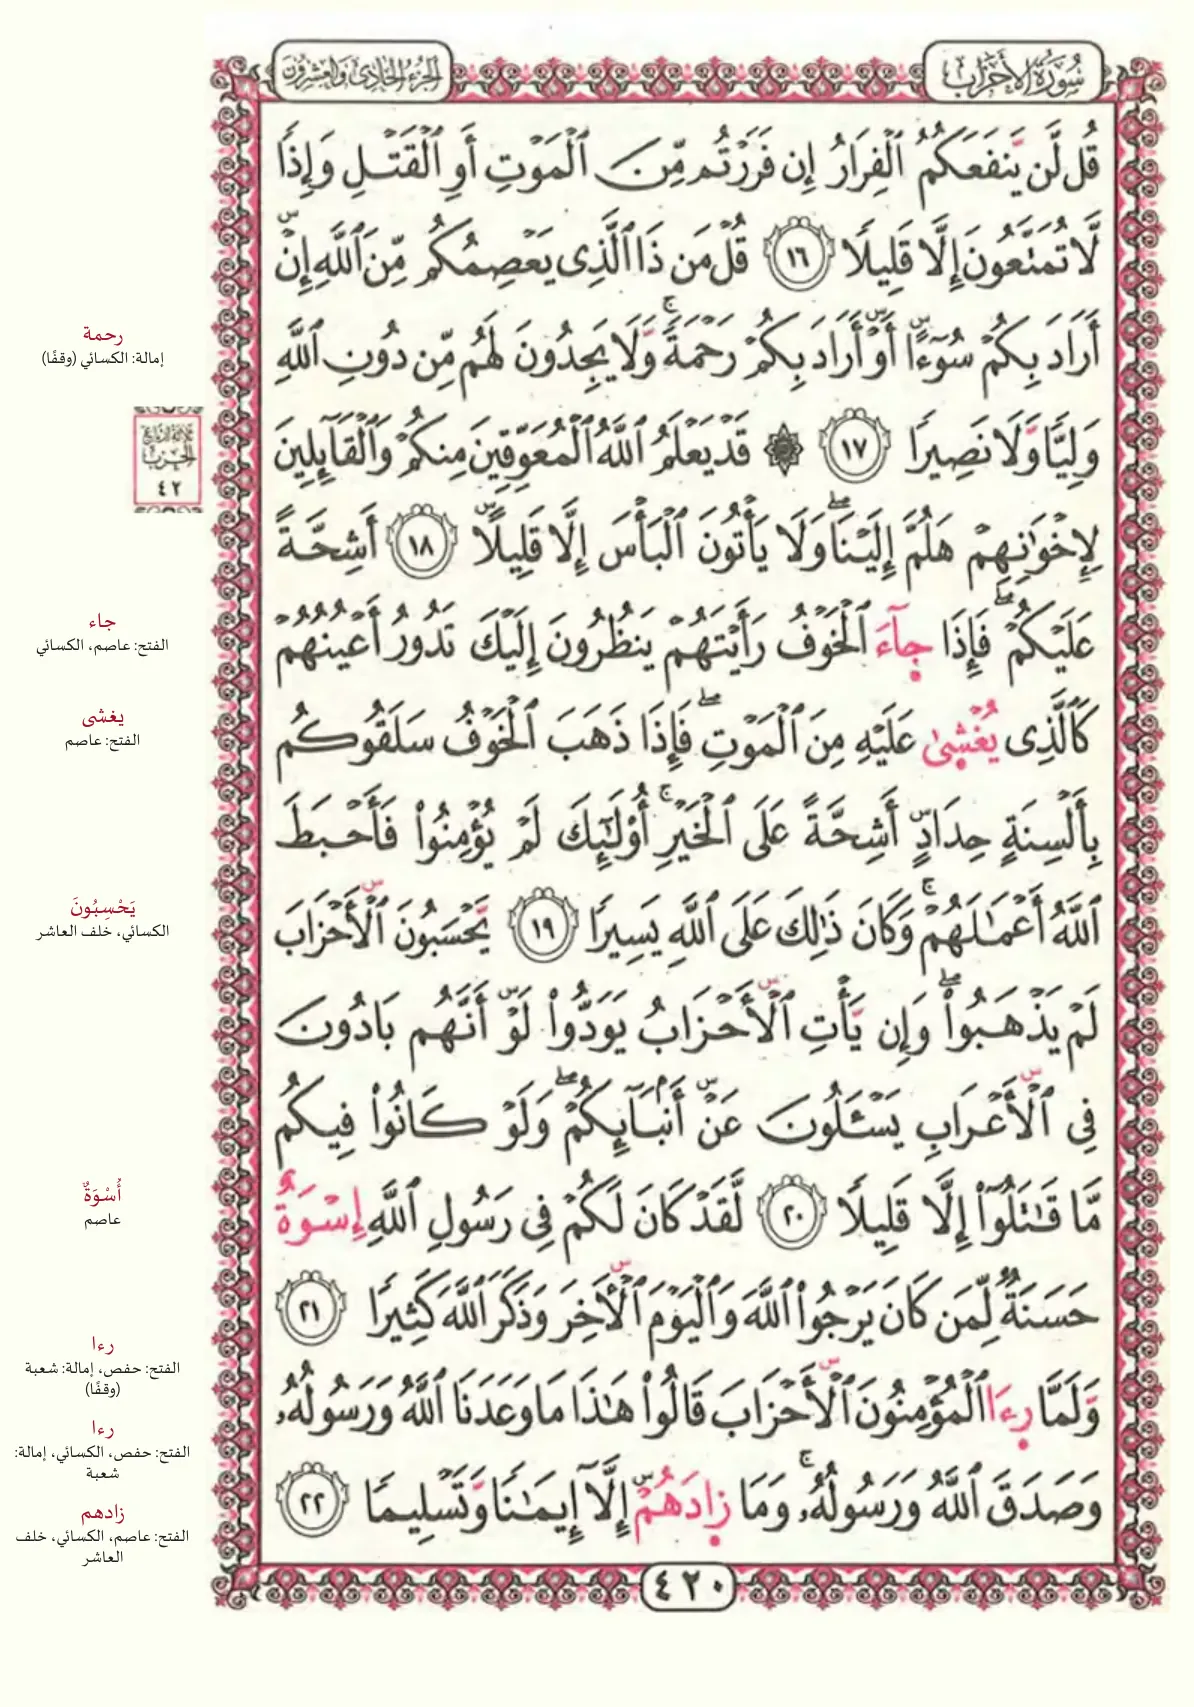 سُورَةُ الأَحْزَابِ
الجُزْءُ الحَادِى وَالعِشْرُونَ
قُل لَّن يَّنفَعَكُمُ ٱلْفِرَارُ إِن فَرَرْتُم مِّنَ ٱلْمَوْتِ أَوِ ٱلْقَتْلِ وَإِذًا
لَّا تُمَتَّعُونَ إِلَّا قَلِيلًا ١٦ قُلْ مَن ذَا ٱلَّذِى يَعْصِمُكُم مِّنَ ٱللَّهِ إِنْ
أَرَادَ بِكُمْ سُوٓءًا أَوْ أَرَادَ بِكُمْ رَحْمَةًۚ وَّلَا يَجِدُونَ لَهُم مِّن دُونِ ٱللَّهِ
وَلِيًّا وَّلَا نَصِيرًا ١٧ ۞ قَدْ يَعْلَمُ ٱللَّهُ ٱلْمُعَوِّقِينَ مِنكُمْ وَٱلْقَآئِلِينَ
لِإِخْوَٰنِهِمْ هَلُمَّ إِلَيْنَاۖ وَلَا يَأْتُونَ ٱلْبَأْسَ إِلَّا قَلِيلًا ١٨ أَشِحَّةً
عَلَيْكُمْۖ فَإِذَا جَآءَ ٱلْخَوْفُ رَأَيْتَهُمْ يَنظُرُونَ إِلَيْكَ تَدُورُ أَعْيُنُهُمْ
كَٱلَّذِى يُغْشَىٰ عَلَيْهِ مِنَ ٱلْمَوْتِۖ فَإِذَا ذَهَبَ ٱلْخَوْفُ سَلَقُوكُم
بِأَلْسِنَةٍ حِدَادٍ أَشِحَّةً عَلَى ٱلْخَيْرِۚ أُو۟لَٰٓئِكَ لَمْ يُؤْمِنُوا۟ فَأَحْبَطَ
ٱللَّهُ أَعْمَٰلَهُمْۚ وَكَانَ ذَٰلِكَ عَلَى ٱللَّهِ يَسِيرًا ١٩ يَّحْسَبُونَ ٱلْأَحْزَابَ
لَمْ يَذْهَبُوا۟ۖ وَإِن يَّأْتِ ٱلْأَحْزَابُ يَوَدُّوا۟ لَوْ أَنَّهُم بَادُونَ
فِى ٱلْأَعْرَابِ يَسْـَٔلُونَ عَنْ أَنۢبَآئِكُمْۖ وَلَوْ كَانُوا۟ فِيكُم
مَّا قَٰتَلُوٓا۟ إِلَّا قَلِيلًا ٢٠ لَّقَدْ كَانَ لَكُمْ فِى رَسُولِ ٱللَّهِ إِسْوَةٌ
حَسَنَةٌ لِّمَن كَانَ يَرْجُوا۟ ٱللَّهَ وَٱلْيَوْمَ ٱلْأَخِرَ وَذَكَرَ ٱللَّهَ كَثِيرًا ٢١
وَلَمَّا رِءَا ٱلْمُؤْمِنُونَ ٱلْأَحْزَابَ قَالُوا۟ هَٰذَا مَا وَعَدَنَا ٱللَّهُ وَرَسُولُهُۥ
وَصَدَقَ ٱللَّهُ وَرَسُولُهُۥۚ وَمَا زَادَهُمْ إِلَّآ إِيمَٰنًا وَّتَسْلِيمًا ٢٢
٤٢٠
رحمة
إمالة: الكسائي (وقفًا)
ثلاثة أرباع
الحزب
٤٢
جاء
الفتح: عاصم، الكسائي
يغشى
الفتح: عاصم
يَحْسِبُونَ
الكسائي، خلف العاشر
أُسْوَةٌ
عاصم
رءا
الفتح: حفص، إمالة: شعبة
(وقفًا)
رءا
الفتح: حفص، الكسائي، إمالة:
شعبة
زادهم
الفتح: عاصم، الكسائي، خلف
العاشر